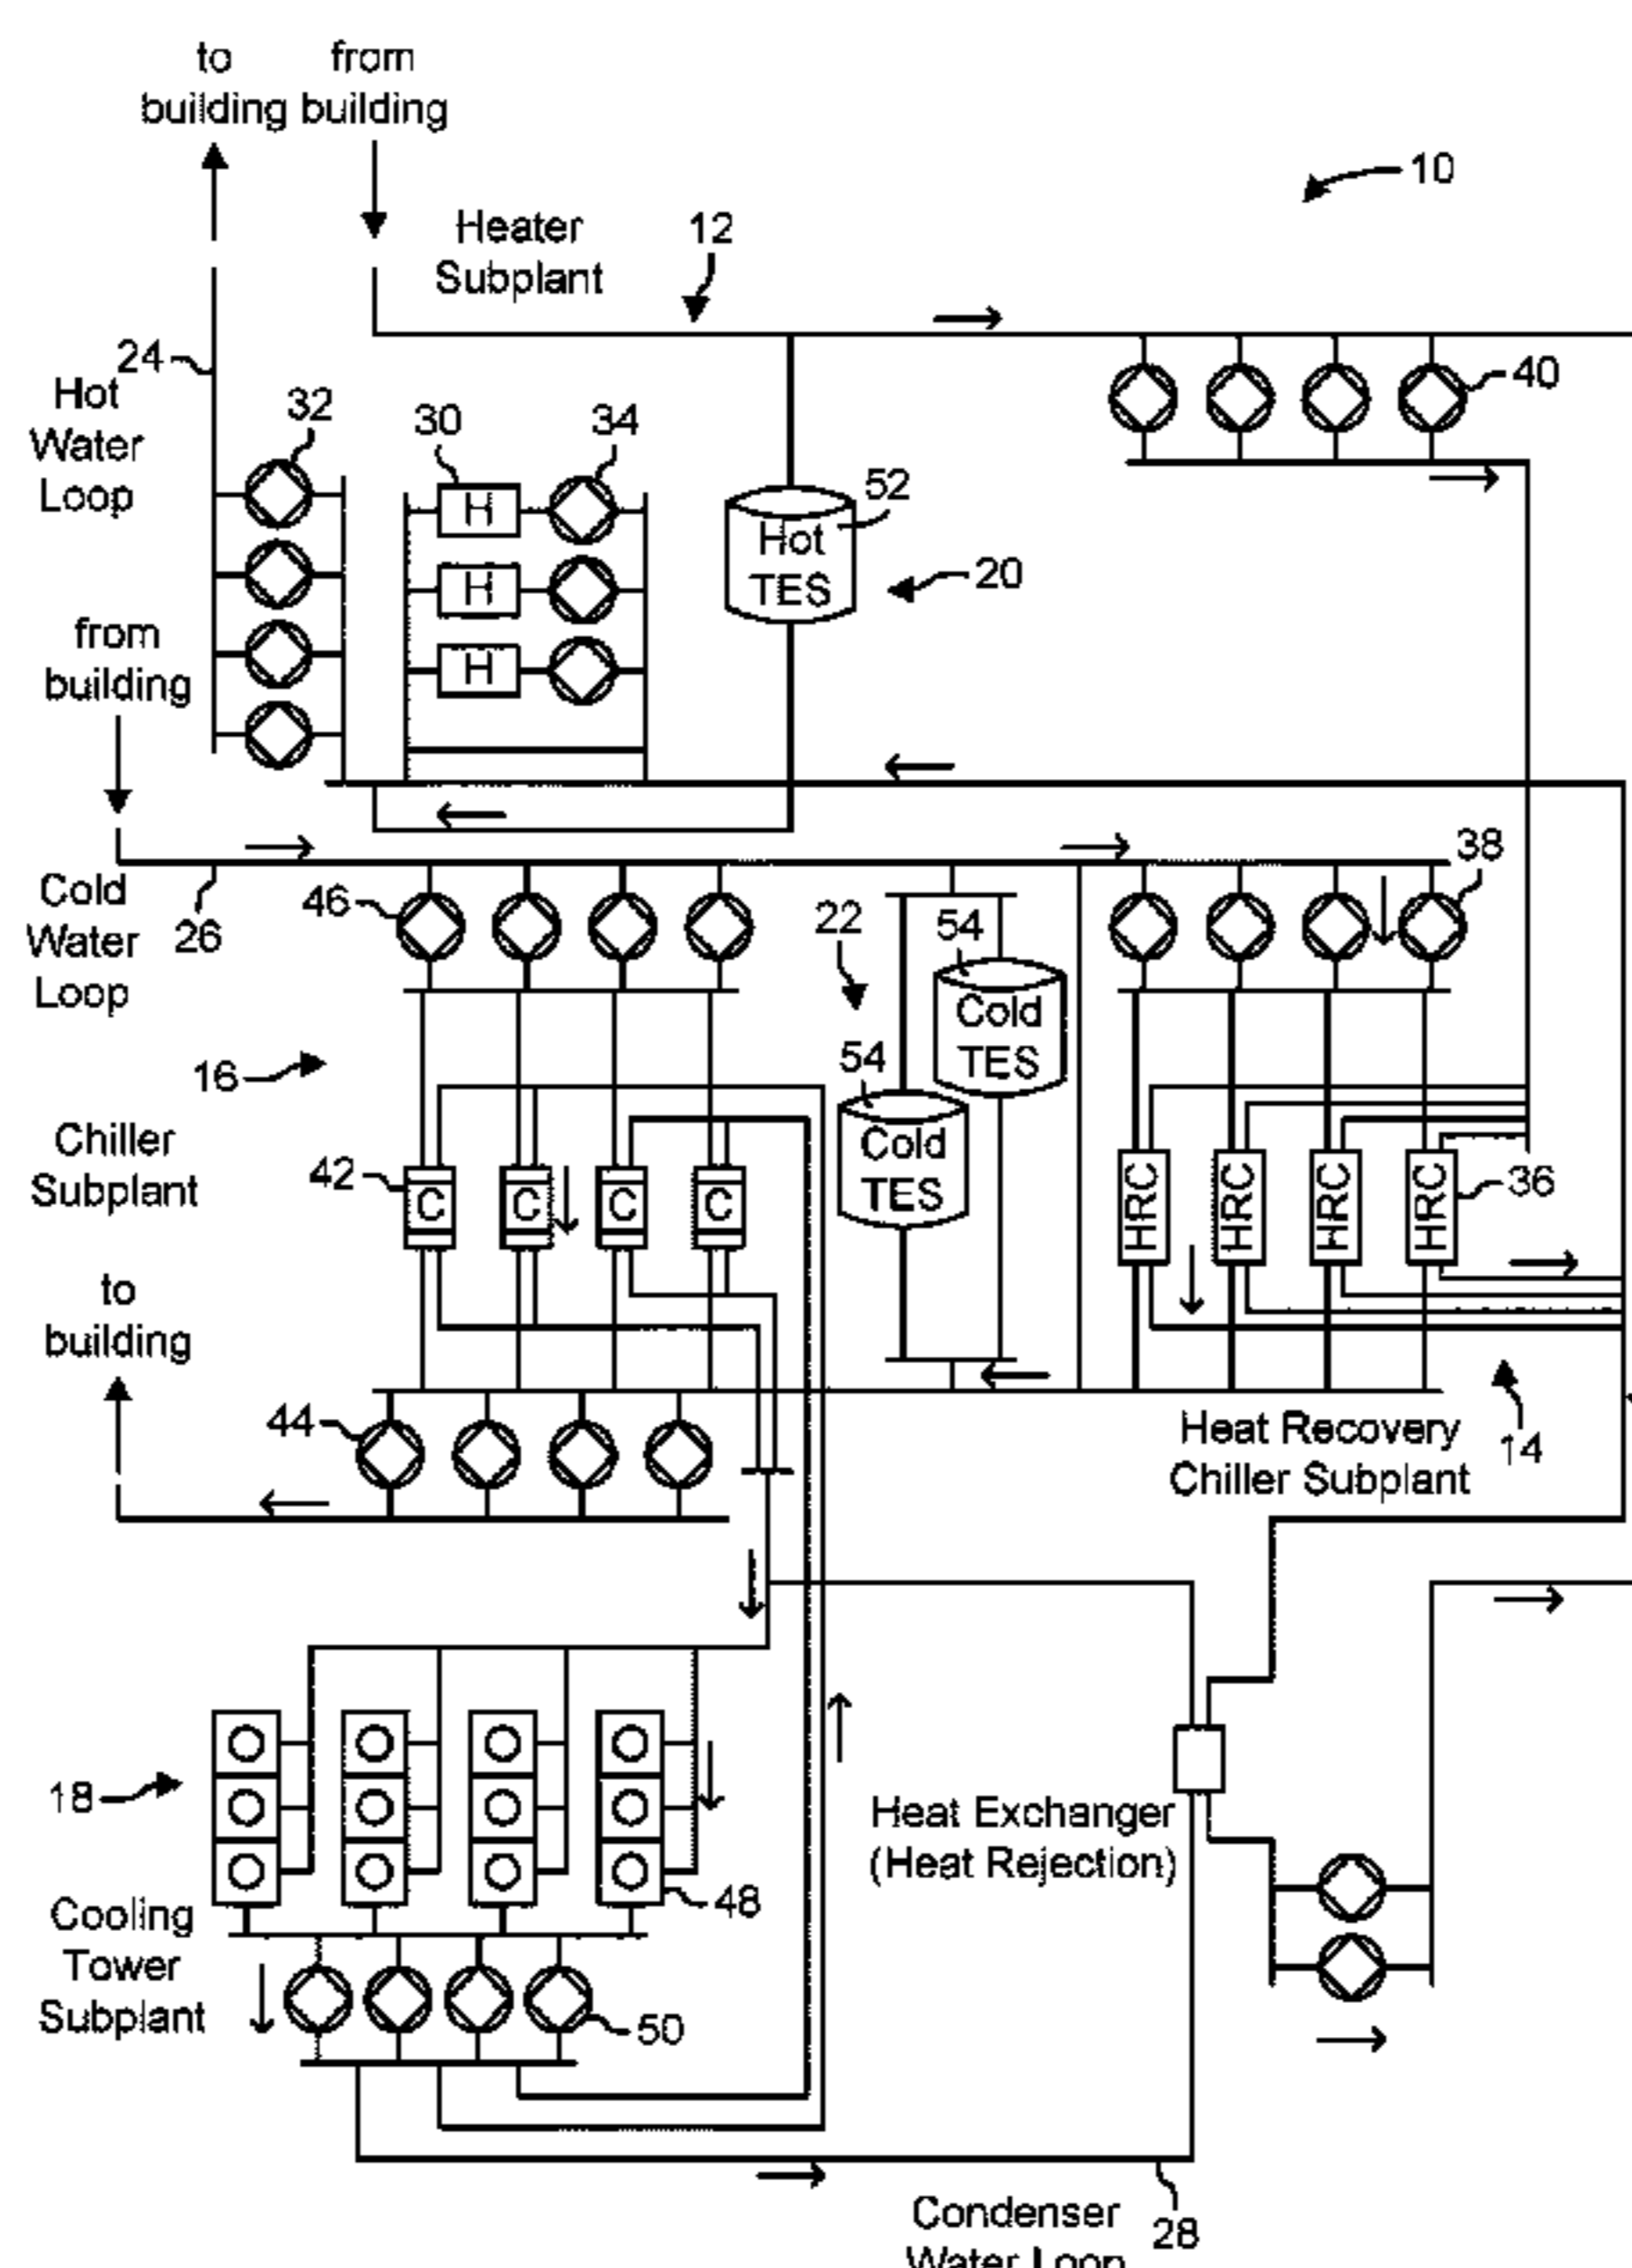 to
building
from
building
10
Heater
Subplant
12
24
Hot
Water
Loop
32
30
34
40
H
H
H
Hot
TES
52
20
from
building
38
Cold
Water
Loop
26
46
22
54
Cold
TES
54
Cold
TES
16
Chiller
Subplant
42
C
C
C
C
HRC
HRC
HRC
HRC
36
to
building
44
Heat Recovery
Chiller Subplant
14
18
Heat Exchanger
(Heat Rejection)
48
Cooling
Tower
Subplant
50
Condenser
Water Loop
28